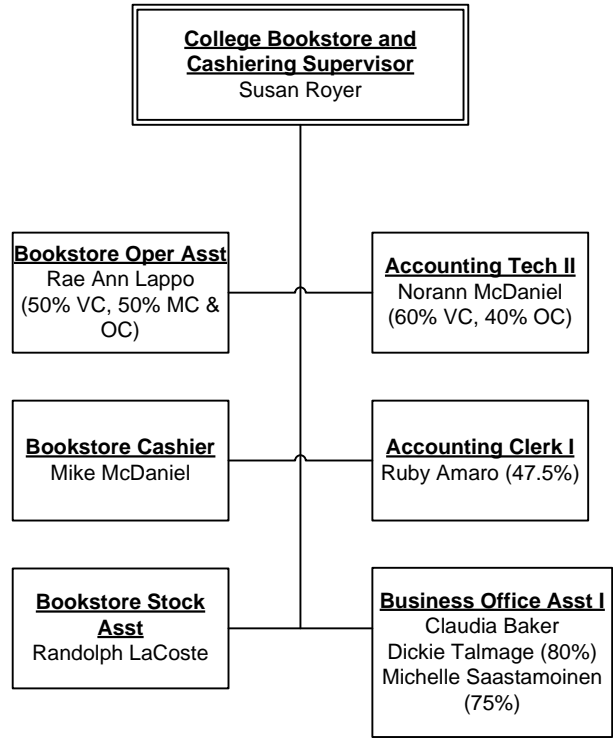 College Bookstore and
Cashiering Supervisor
Susan Royer
Bookstore Oper Asst
Rae Ann Lappo
(50% VC, 50% MC &
OC)
Accounting Tech II
Norann McDaniel
(60% VC, 40% OC)
Bookstore Cashier
Mike McDaniel
Accounting Clerk I
Ruby Amaro (47.5%)
Bookstore Stock
Asst
Randolph LaCoste
Business Office Asst I
Claudia Baker
Dickie Talmage (80%)
Michelle Saastamoinen
(75%)